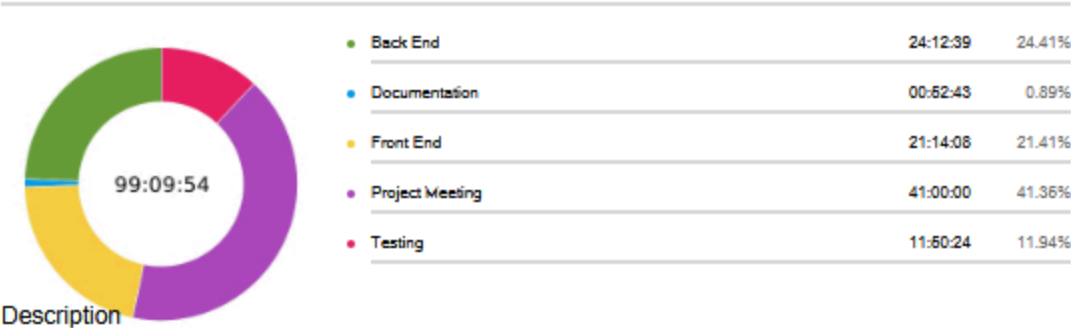 Back End 24:12:39 24.41%
Documentation 00:52:43 0.89%
Front End 21:14:08 21.41%
99:09:54
Project Meeting 41:00:00 41.36%
Testing 11:50:24 11.94%
Description